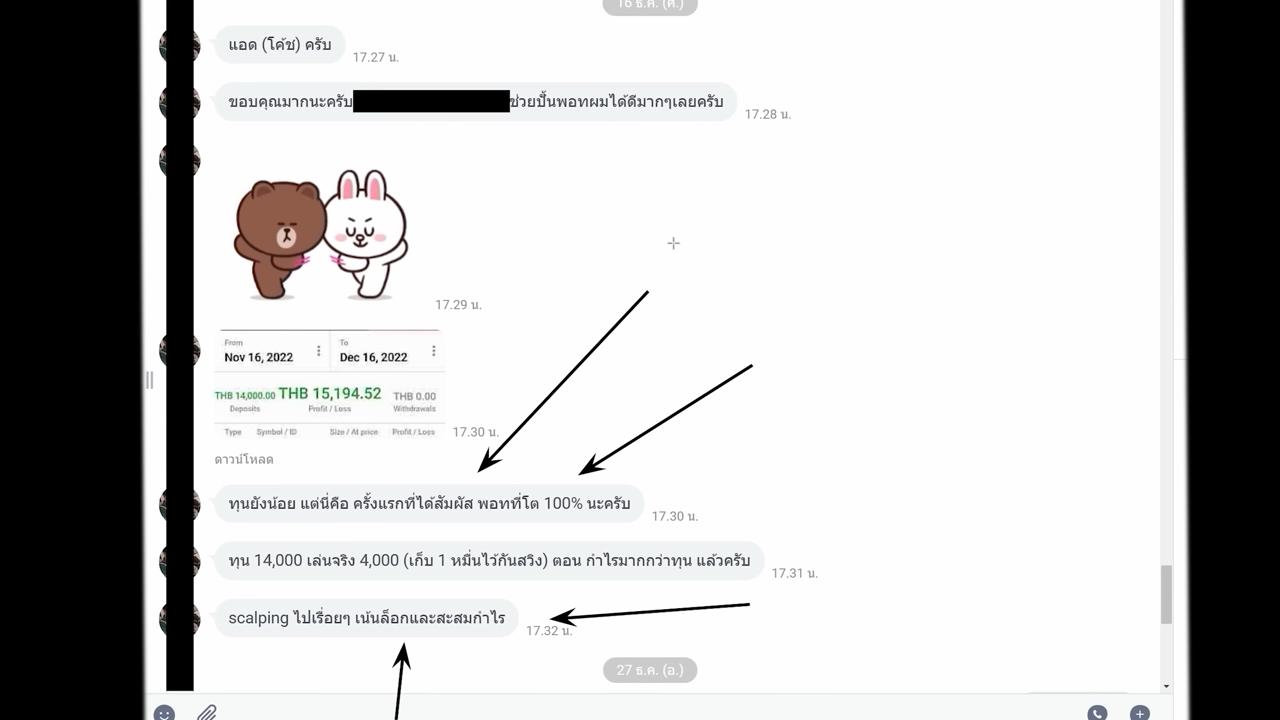 16 ธ.ค. (ศ.)
แอด (โค้ช) ครับ
17.27 น.
ขอบคุณมากนะครับ ช่วยปั้นพอทผมได้ดีมากๆเลยครับ
17.28 น.
17.29 น.
From
To
Nov 16, 2022
Dec 16, 2022
THB 14,000.00 THB 15,194.52 THB 0.00
Deposits Profit / Loss Withdrawals
Type Symbol / ID Size / At price Profit / Loss
17.30 น.
ดาวน์โหลด
ทุนยังน้อย แต่นี่คือ ครั้งแรกที่ได้สัมผัส พอทที่โต 100% นะครับ
17.30 น.
ทุน 14,000 เล่นจริง 4,000 (เก็บ 1 หมื่นไว้กันสวิง) ตอน กำไรมากกว่าทุน แล้วครับ
17.31 น.
scalping ไปเรื่อยๆ เน้นล็อกและสะสมกำไร
17.32 น.
27 ธ.ค. (อ.)